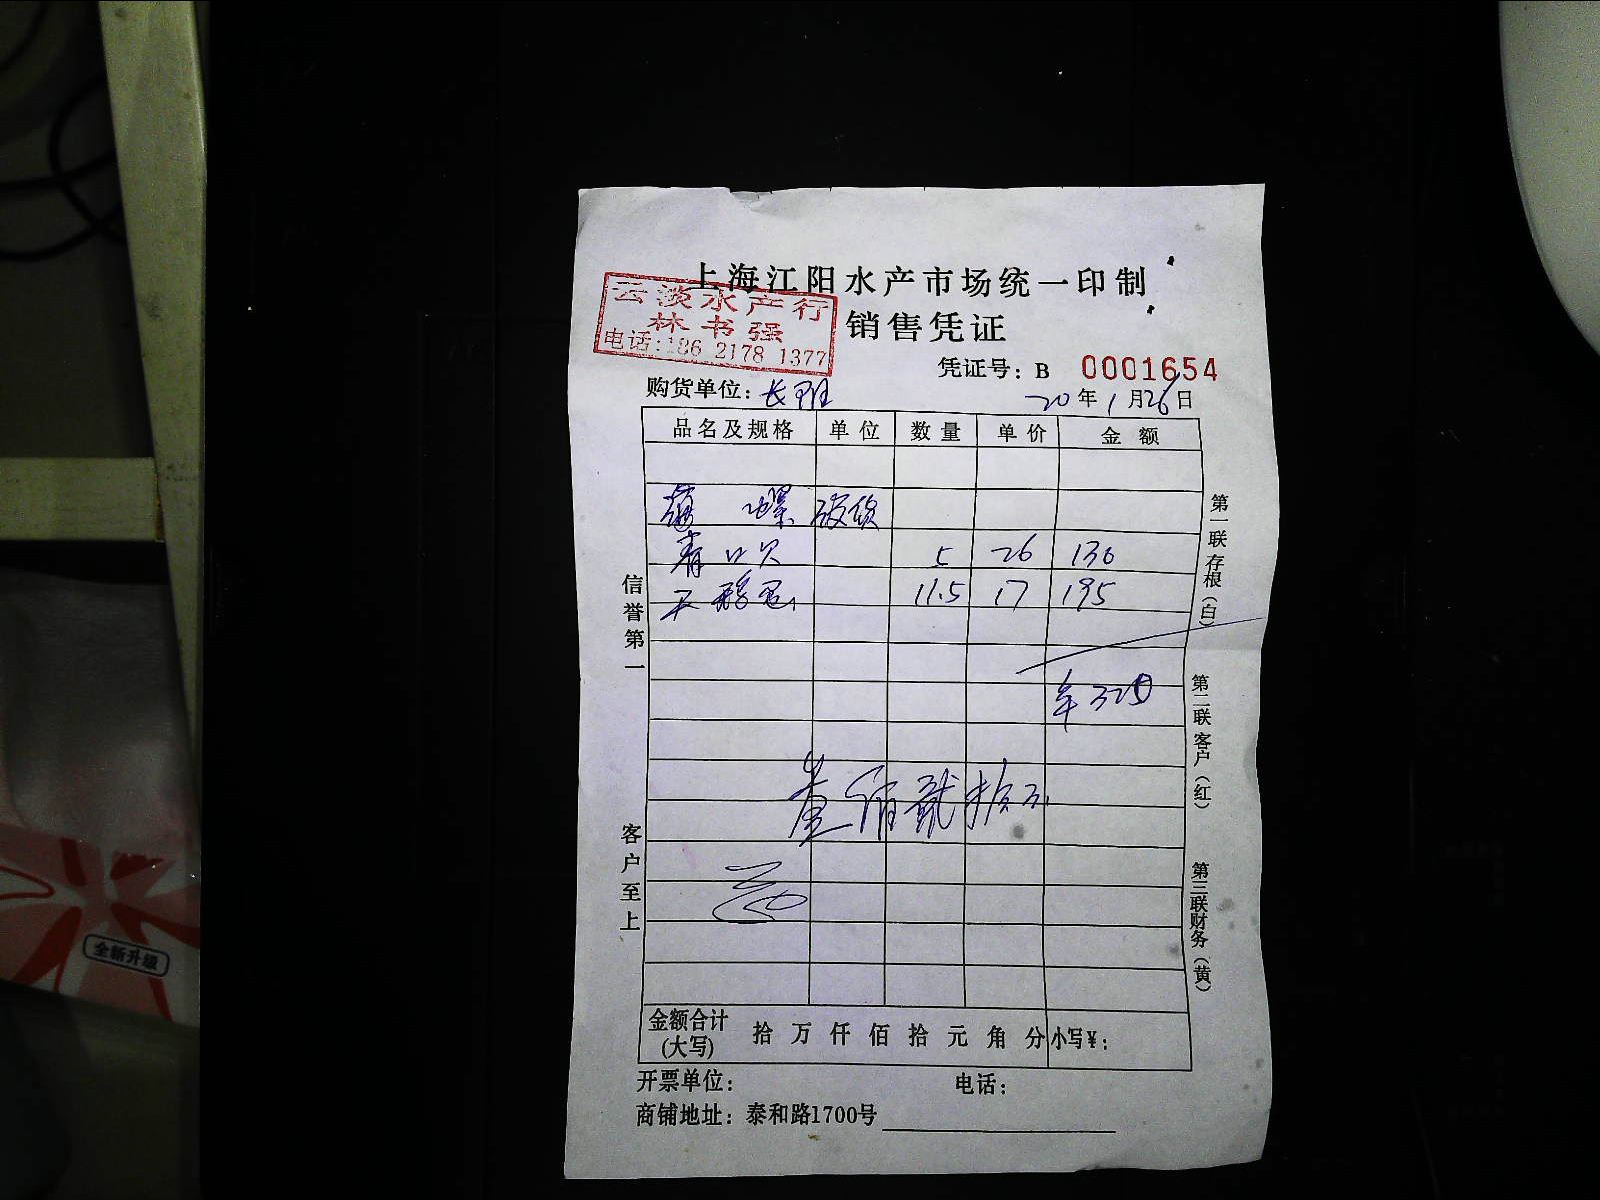 上海江阳水产市场统一印制
云淡水产行
林书强
电话:186 2178 1377
销售凭证
凭证号：B 0001654
购货单位：长
20年1月26日
品名及规格 单位 数量 单价 金额
螺
青口 5 26 130
11.5 17 195
第一联存根（白）
信誉第一
第二联客户（红）
拾
客户至上
第三联财务（黄）
金额合计(大写) 拾 万 仟 佰 拾 元 角 分 小写¥：
开票单位： 电话：
商铺地址：泰和路1700号
全新升级